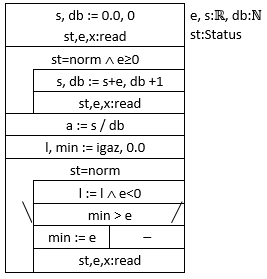 s, db := 0.0, 0
e, s:ℝ, db:ℕ
st,e,x:read
st:Status
st=norm ∧ e≥0
s, db := s+e, db +1
st,e,x:read
a := s / db
l, min := igaz, 0.0
st=norm
l := l ∧ e<0
min > e
min := e
–
st,e,x:read